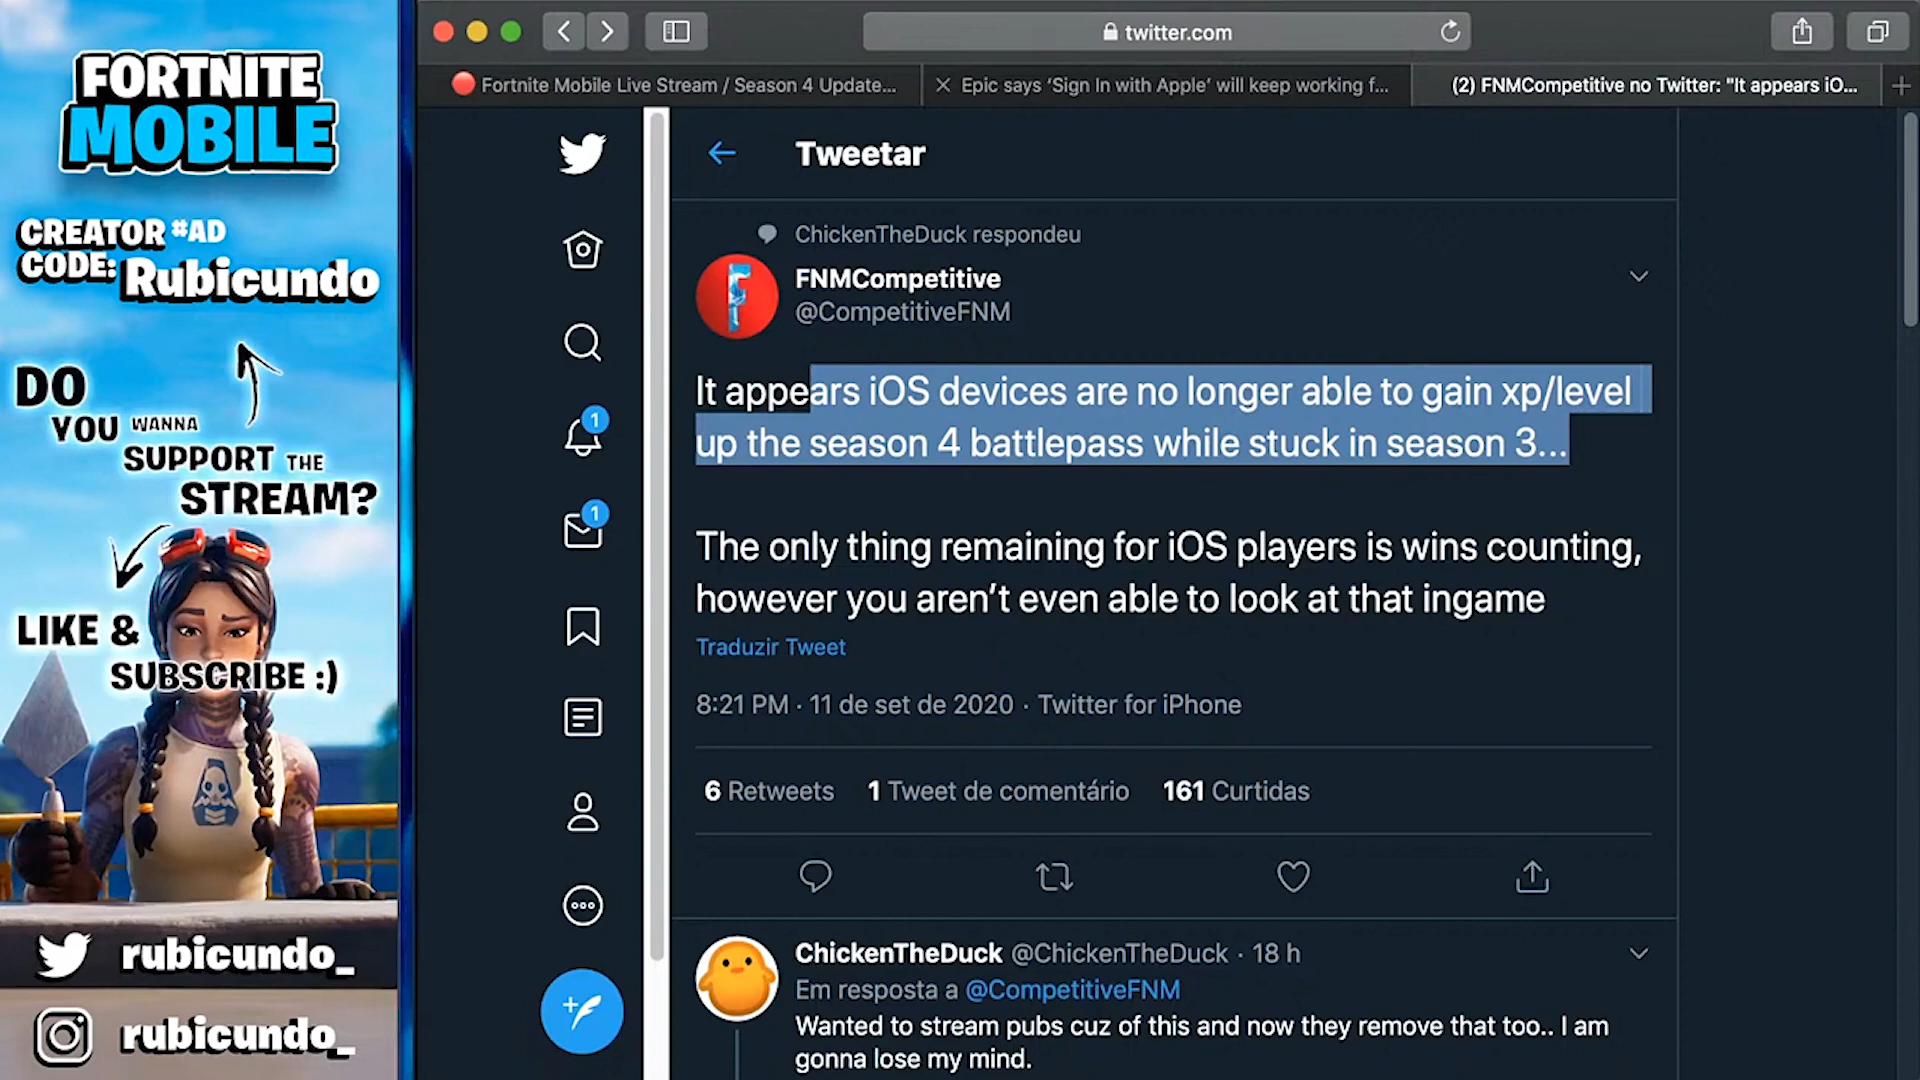 FORTNITE
MOBILE
CREATOR #AD
CODE: Rubicundo
DO
YOU WANNA
SUPPORT THE
STREAM?
LIKE &
SUBSCRIBE :)
rubicundo_
rubicundo_
twitter.com
Fortnite Mobile Live Stream / Season 4 Update...
Epic says ‘Sign In with Apple’ will keep working f...
(2) FNMCompetitive no Twitter: "It appears iO...
Tweetar
ChickenTheDuck respondeu
FNMCompetitive
@CompetitiveFNM
It appears iOS devices are no longer able to gain xp/level
up the season 4 battlepass while stuck in season 3...
The only thing remaining for iOS players is wins counting,
however you aren’t even able to look at that ingame
Traduzir Tweet
8:21 PM · 11 de set de 2020 · Twitter for iPhone
6 Retweets 1 Tweet de comentário 161 Curtidas
1
1
ChickenTheDuck @ChickenTheDuck · 18 h
Em resposta a @CompetitiveFNM
Wanted to stream pubs cuz of this and now they remove that too.. I am
gonna lose my mind.